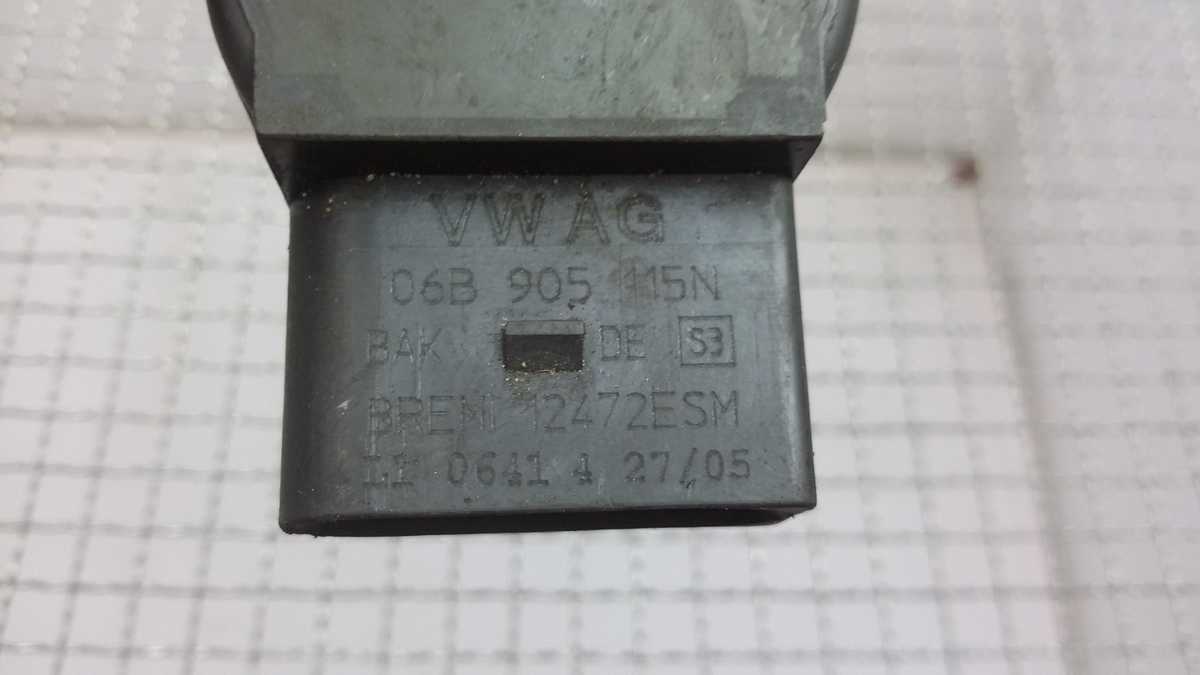 VW AG
06B 905 115N
BAK DE S3
BREMI 12472ESM
0641 4 27/05